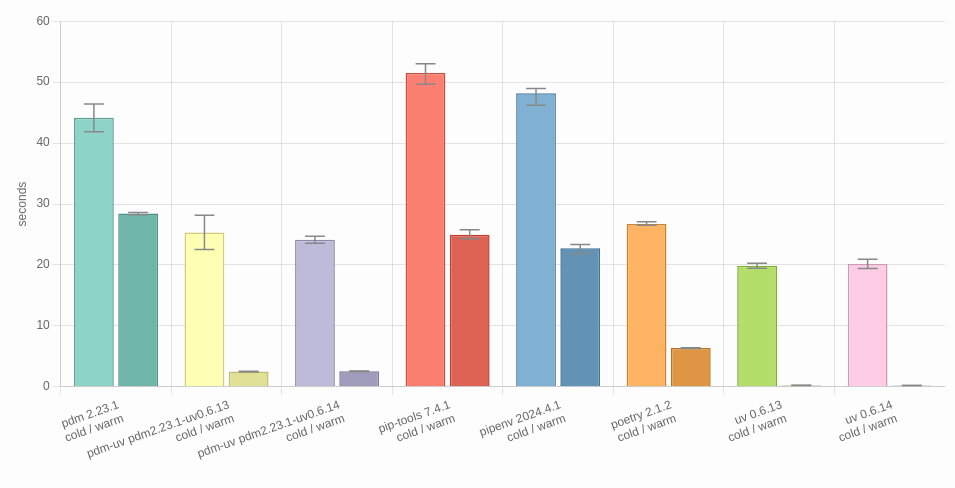 60
50
40
30
20
10
0
seconds
pdm 2.23.1
cold / warm
pdm-uv pdm2.23.1-uv0.6.13
cold / warm
pdm-uv pdm2.23.1-uv0.6.14
cold / warm
pip-tools 7.4.1
cold / warm
pipenv 2024.4.1
cold / warm
poetry 2.1.2
cold / warm
uv 0.6.13
cold / warm
uv 0.6.14
cold / warm